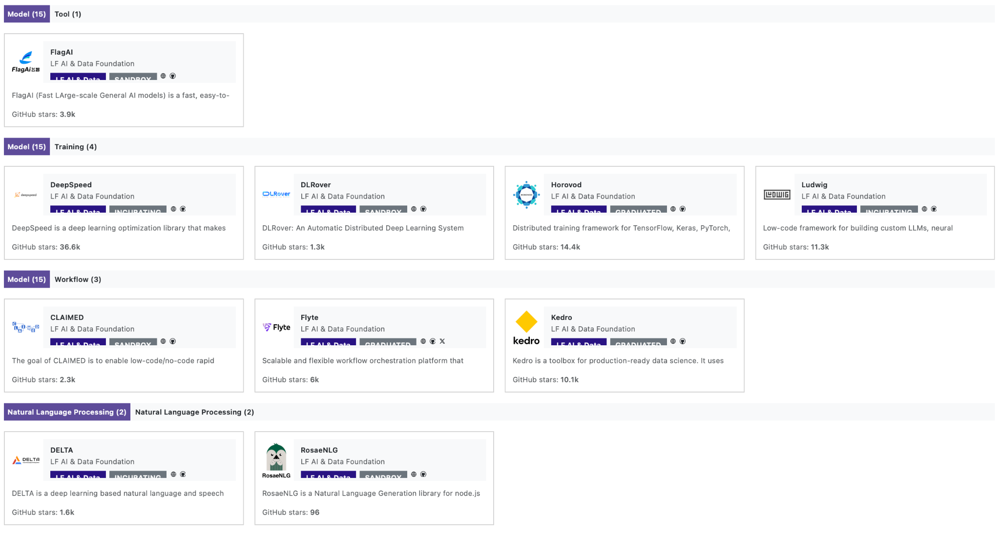 Model (15) Tool (1)
FlagAI
LF AI & Data Foundation
LF AI & Data SANDBOX
FlagAi飞智
FlagAI (Fast LArge-scale General AI models) is a fast, easy-to-
GitHub stars: 3.9k
Model (15) Training (4)
DeepSpeed
LF AI & Data Foundation
deepspeed
LF AI & Data INCUBATING
DeepSpeed is a deep learning optimization library that makes
GitHub stars: 36.6k
DLRover
LF AI & Data Foundation
DLRover
LF AI & Data SANDBOX
DLRover: An Automatic Distributed Deep Learning System
GitHub stars: 1.3k
Horovod
LF AI & Data Foundation
HOROVOD
LF AI & Data GRADUATED
Distributed training framework for TensorFlow, Keras, PyTorch,
GitHub stars: 14.4k
Ludwig
LF AI & Data Foundation
LUDWIG
LF AI & Data INCUBATING
Low-code framework for building custom LLMs, neural
GitHub stars: 11.3k
Model (15) Workflow (3)
CLAIMED
LF AI & Data Foundation
CLAIMED
LF AI & Data SANDBOX
The goal of CLAIMED is to enable low-code/no-code rapid
GitHub stars: 2.3k
Flyte
LF AI & Data Foundation
Flyte
LF AI & Data GRADUATED
Scalable and flexible workflow orchestration platform that
GitHub stars: 6k
Kedro
LF AI & Data Foundation
kedro
LF AI & Data GRADUATED
Kedro is a toolbox for production-ready data science. It uses
GitHub stars: 10.1k
Natural Language Processing (2) Natural Language Processing (2)
DELTA
LF AI & Data Foundation
DELTA
LF AI & Data INCUBATING
DELTA is a deep learning based natural language and speech
GitHub stars: 1.6k
RosaeNLG
LF AI & Data Foundation
RosaeNLG
LF AI & Data SANDBOX
RosaeNLG is a Natural Language Generation library for node.js
GitHub stars: 96